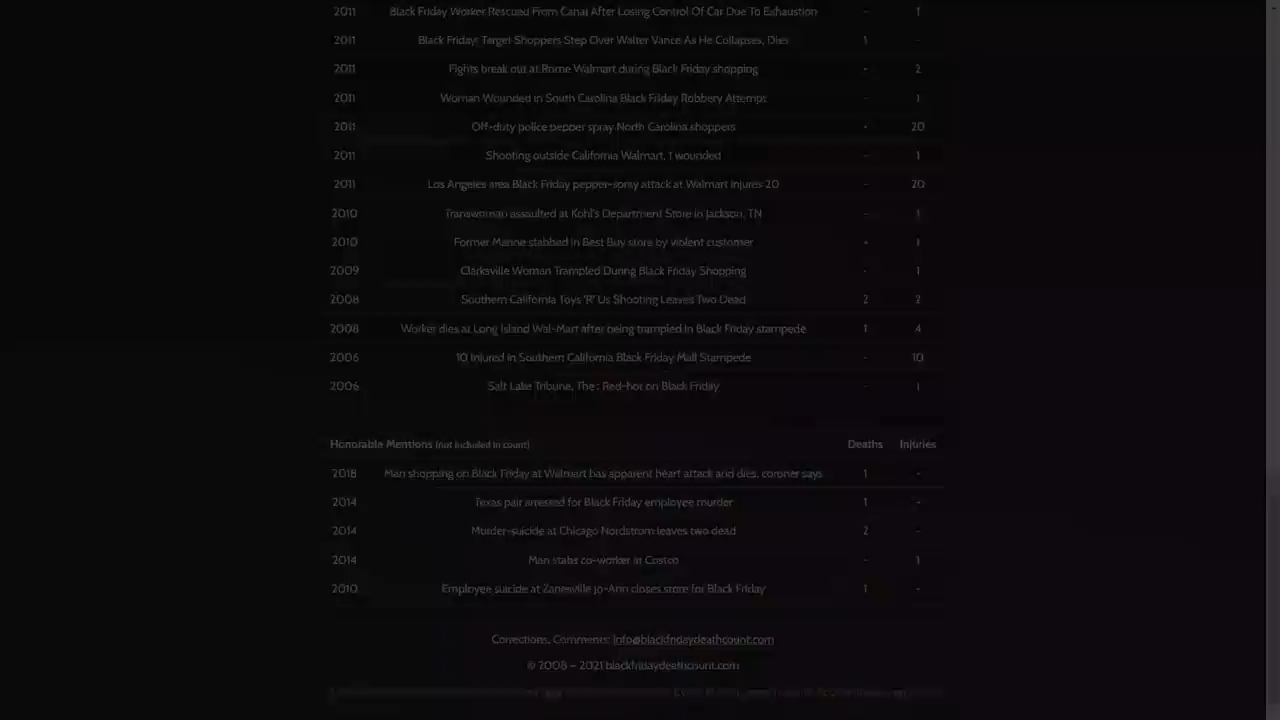 2011 Black Friday Worker Rescued From Canal After Losing Control Of Car Due To Exhaustion - 1
2011 Black Friday: Target Shoppers Step Over Walter Vance As He Collapses, Dies 1 -
2011 Fights break out at Rome Walmart during Black Friday shopping - 2
2011 Woman Wounded in South Carolina Black Friday Robbery Attempt - 1
2011 Off-duty police pepper spray North Carolina shoppers - 20
2011 Shooting outside California Walmart, 1 wounded - 1
2011 Los Angeles area Black Friday pepper-spray attack at Walmart injures 20 - 20
2010 Transwoman assaulted at Kohl's Department Store in Jackson, TN - 1
2010 Former Marine stabbed in Best Buy store by violent customer - 1
2009 Clarksville Woman Trampled During Black Friday Shopping - 1
2008 Southern California Toys 'R' Us Shooting Leaves Two Dead 2 2
2008 Worker dies at Long Island Wal-Mart after being trampled in Black Friday stampede 1 4
2006 10 Injured in Southern California Black Friday Mall Stampede - 10
2006 Salt Lake Tribune, The : Red-hot on Black Friday - 1
Honorable Mentions (not included in count) Deaths Injuries
2018 Man shopping on Black Friday at Walmart has apparent heart attack and dies, coroner says 1 -
2014 Texas pair arrested for Black Friday employee murder 1 -
2014 Murder-suicide at Chicago Nordstrom leaves two dead 2 -
2014 Man stabs co-worker at Costco - 1
2010 Employee suicide at Zanesville Jo-Ann closes store for Black Friday 1 -
Corrections, Comments: info@blackfridaydeathcount.com
© 2008 – 2021 blackfridaydeathcount.com